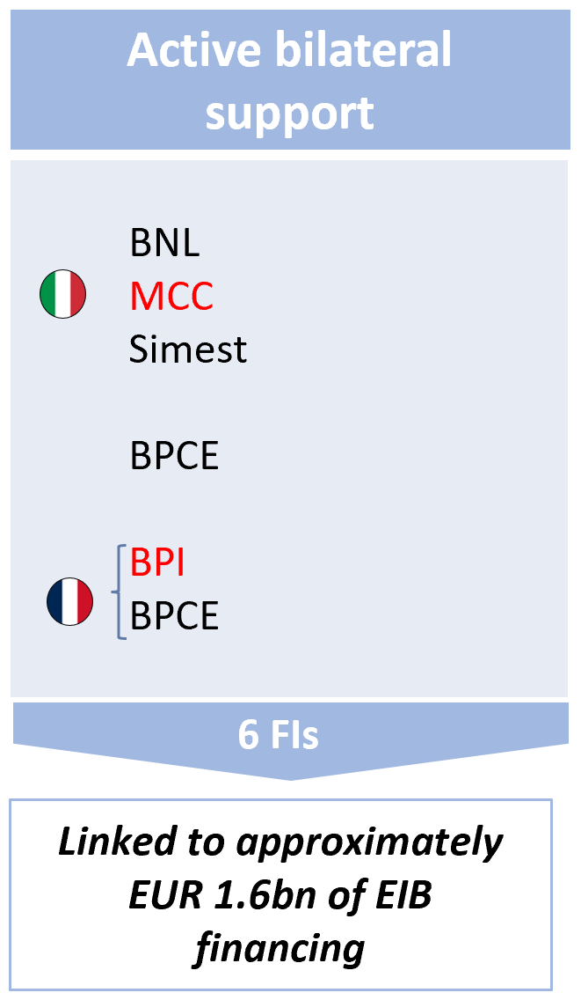 Active bilateral
support
BNL
MCC
Simest
BPCE
BPI
BPCE
6 FIs
Linked to approximately
EUR 1.6bn of EIB
financing